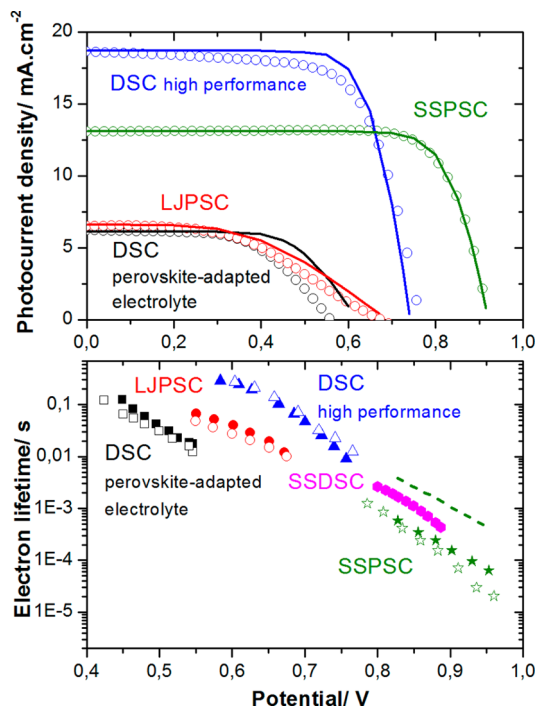 20
15
10
5
0
Photocurrent density/ mA.cm-2
DSC high performance
SSPSC
LJPSC
DSC
perovskite-adapted
electrolyte
0,0
0,2
0,4
0,6
0,8
1,0
0,1
0,01
1E-3
1E-4
1E-5
Electron lifetime/ s
LJPSC
DSC
high performance
DSC
perovskite-adapted
electrolyte
SSDSC
SSPSC
0,4
0,5
0,6
0,7
0,8
0,9
1,0
Potential/ V